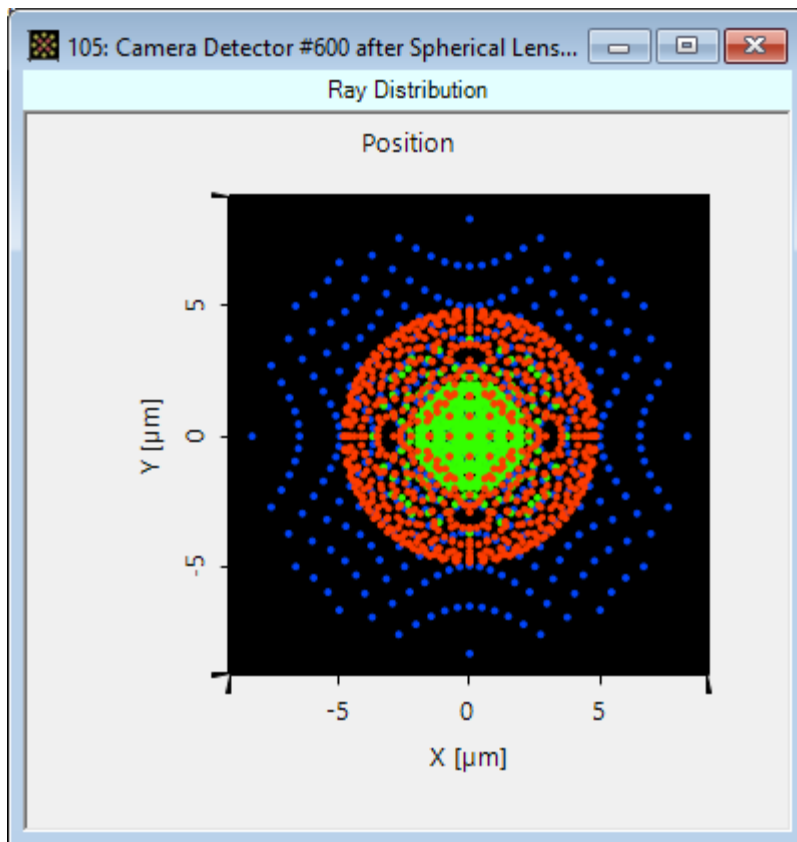 105: Camera Detector #600 after Spherical Lens...
Ray Distribution
Position
5
0
-5
Y [µm]
-5 0 5
X [µm]